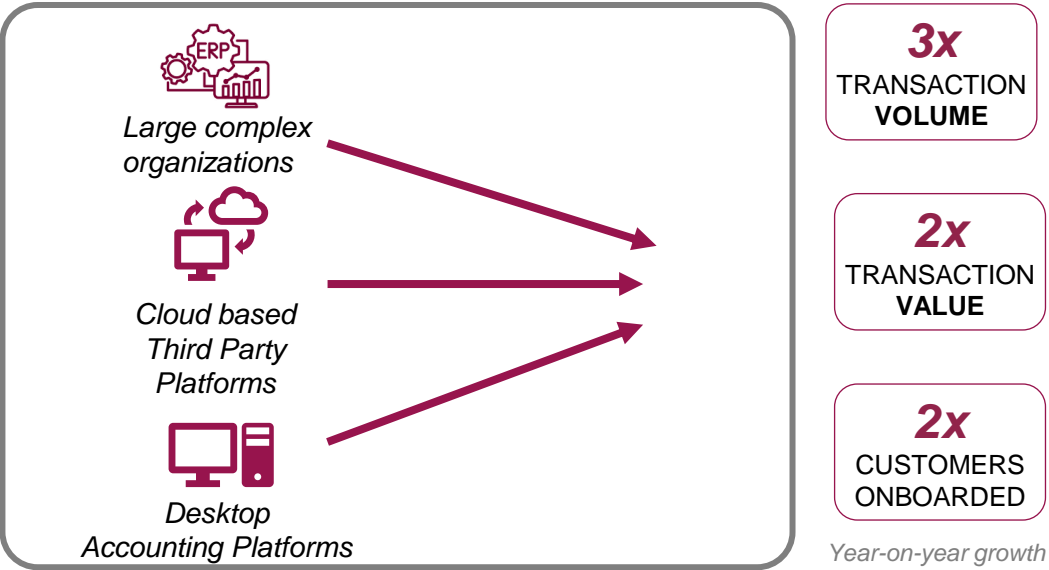 ERP
Large complex
organizations
Cloud based
Third Party
Platforms
Desktop
Accounting Platforms
3x
TRANSACTION
VOLUME
2x
TRANSACTION
VALUE
2x
CUSTOMERS
ONBOARDED
Year-on-year growth